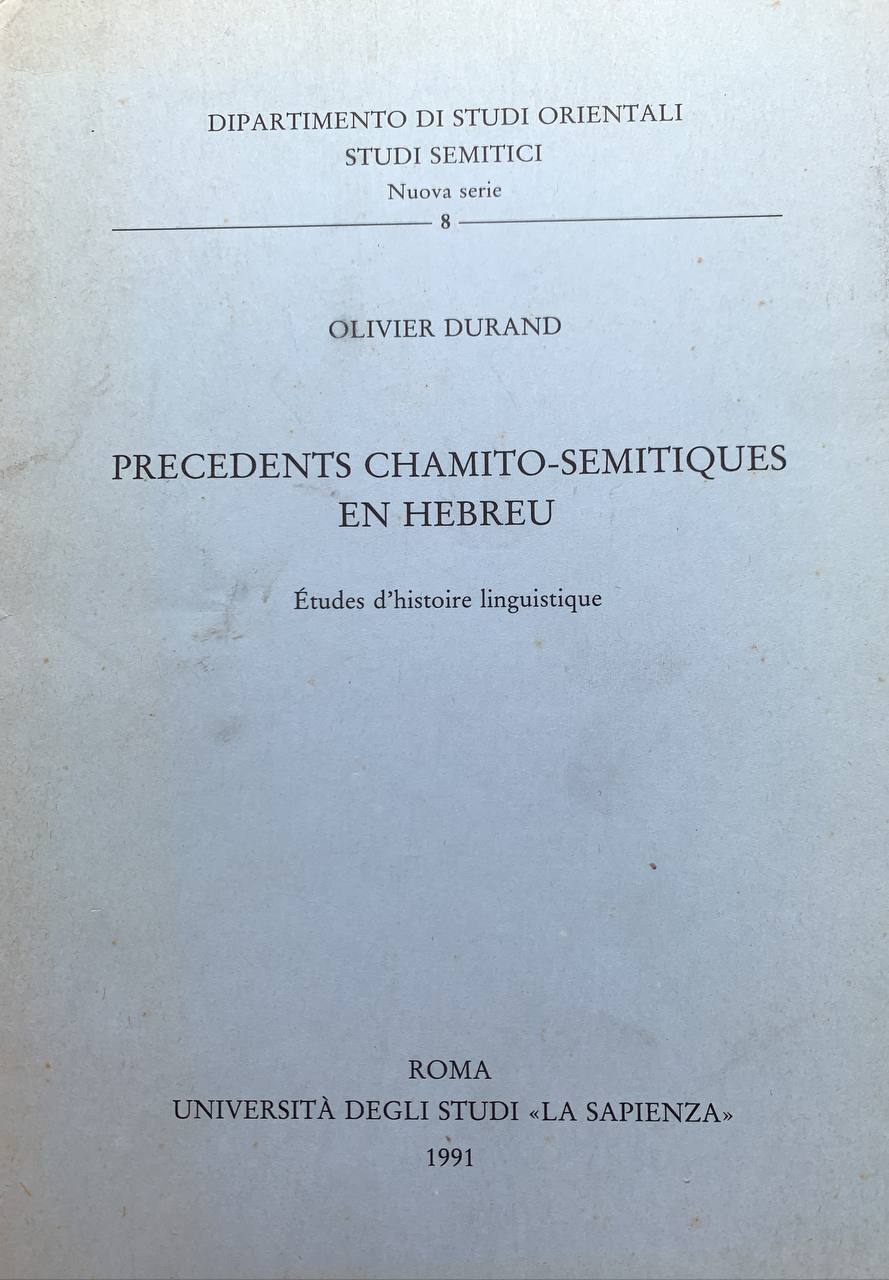 DIPARTIMENTO DI STUDI ORIENTALI
STUDI SEMITICI
Nuova serie
8
OLIVIER DURAND
PRECEDENTS CHAMITO-SEMITIQUES
EN HEBREU
Études d'histoire linguistique
ROMA
UNIVERSITÀ DEGLI STUDI «LA SAPIENZA»
1991